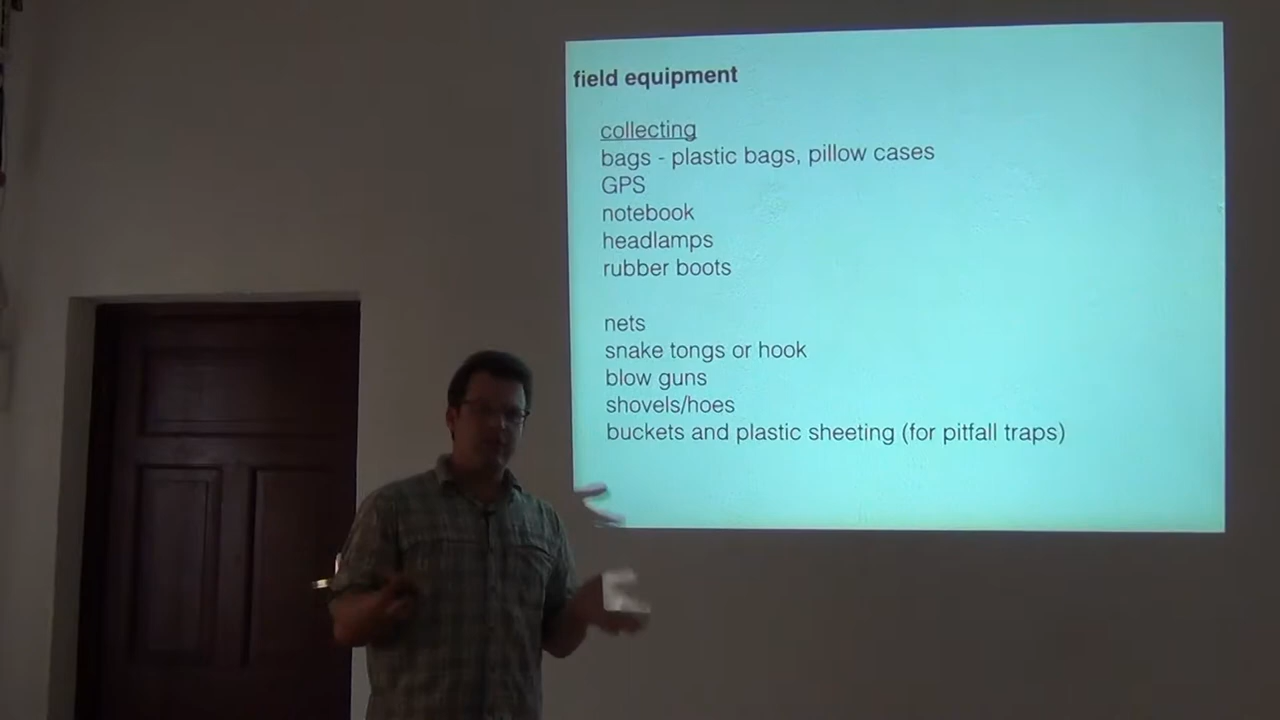 field equipment
collecting
bags - plastic bags, pillow cases
GPS
notebook
headlamps
rubber boots
nets
snake tongs or hook
blow guns
shovels/hoes
buckets and plastic sheeting (for pitfall traps)